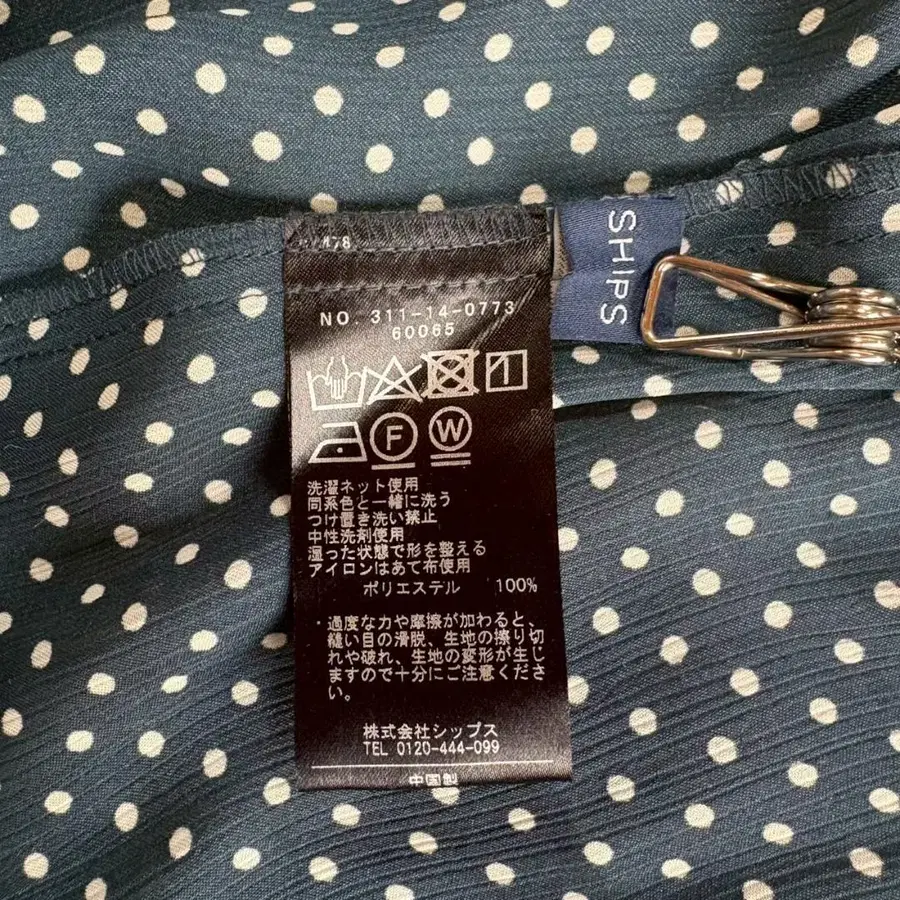 SHIPS
NO. 311-14-0773
60065
F W
洗濯ネット使用
同系色と一緒に洗う
つけ置き洗い禁止
中性洗剤使用
湿った状態で形を整える
アイロンはあて布使用
ポリエステル 100%
・過度な力や摩擦が加わると、
縫い目の滑脱、生地の擦り切
れや破れ、生地の変形が生じ
ますので十分にご注意くださ
い。
株式会社シップス
TEL 0120-444-099
中国製